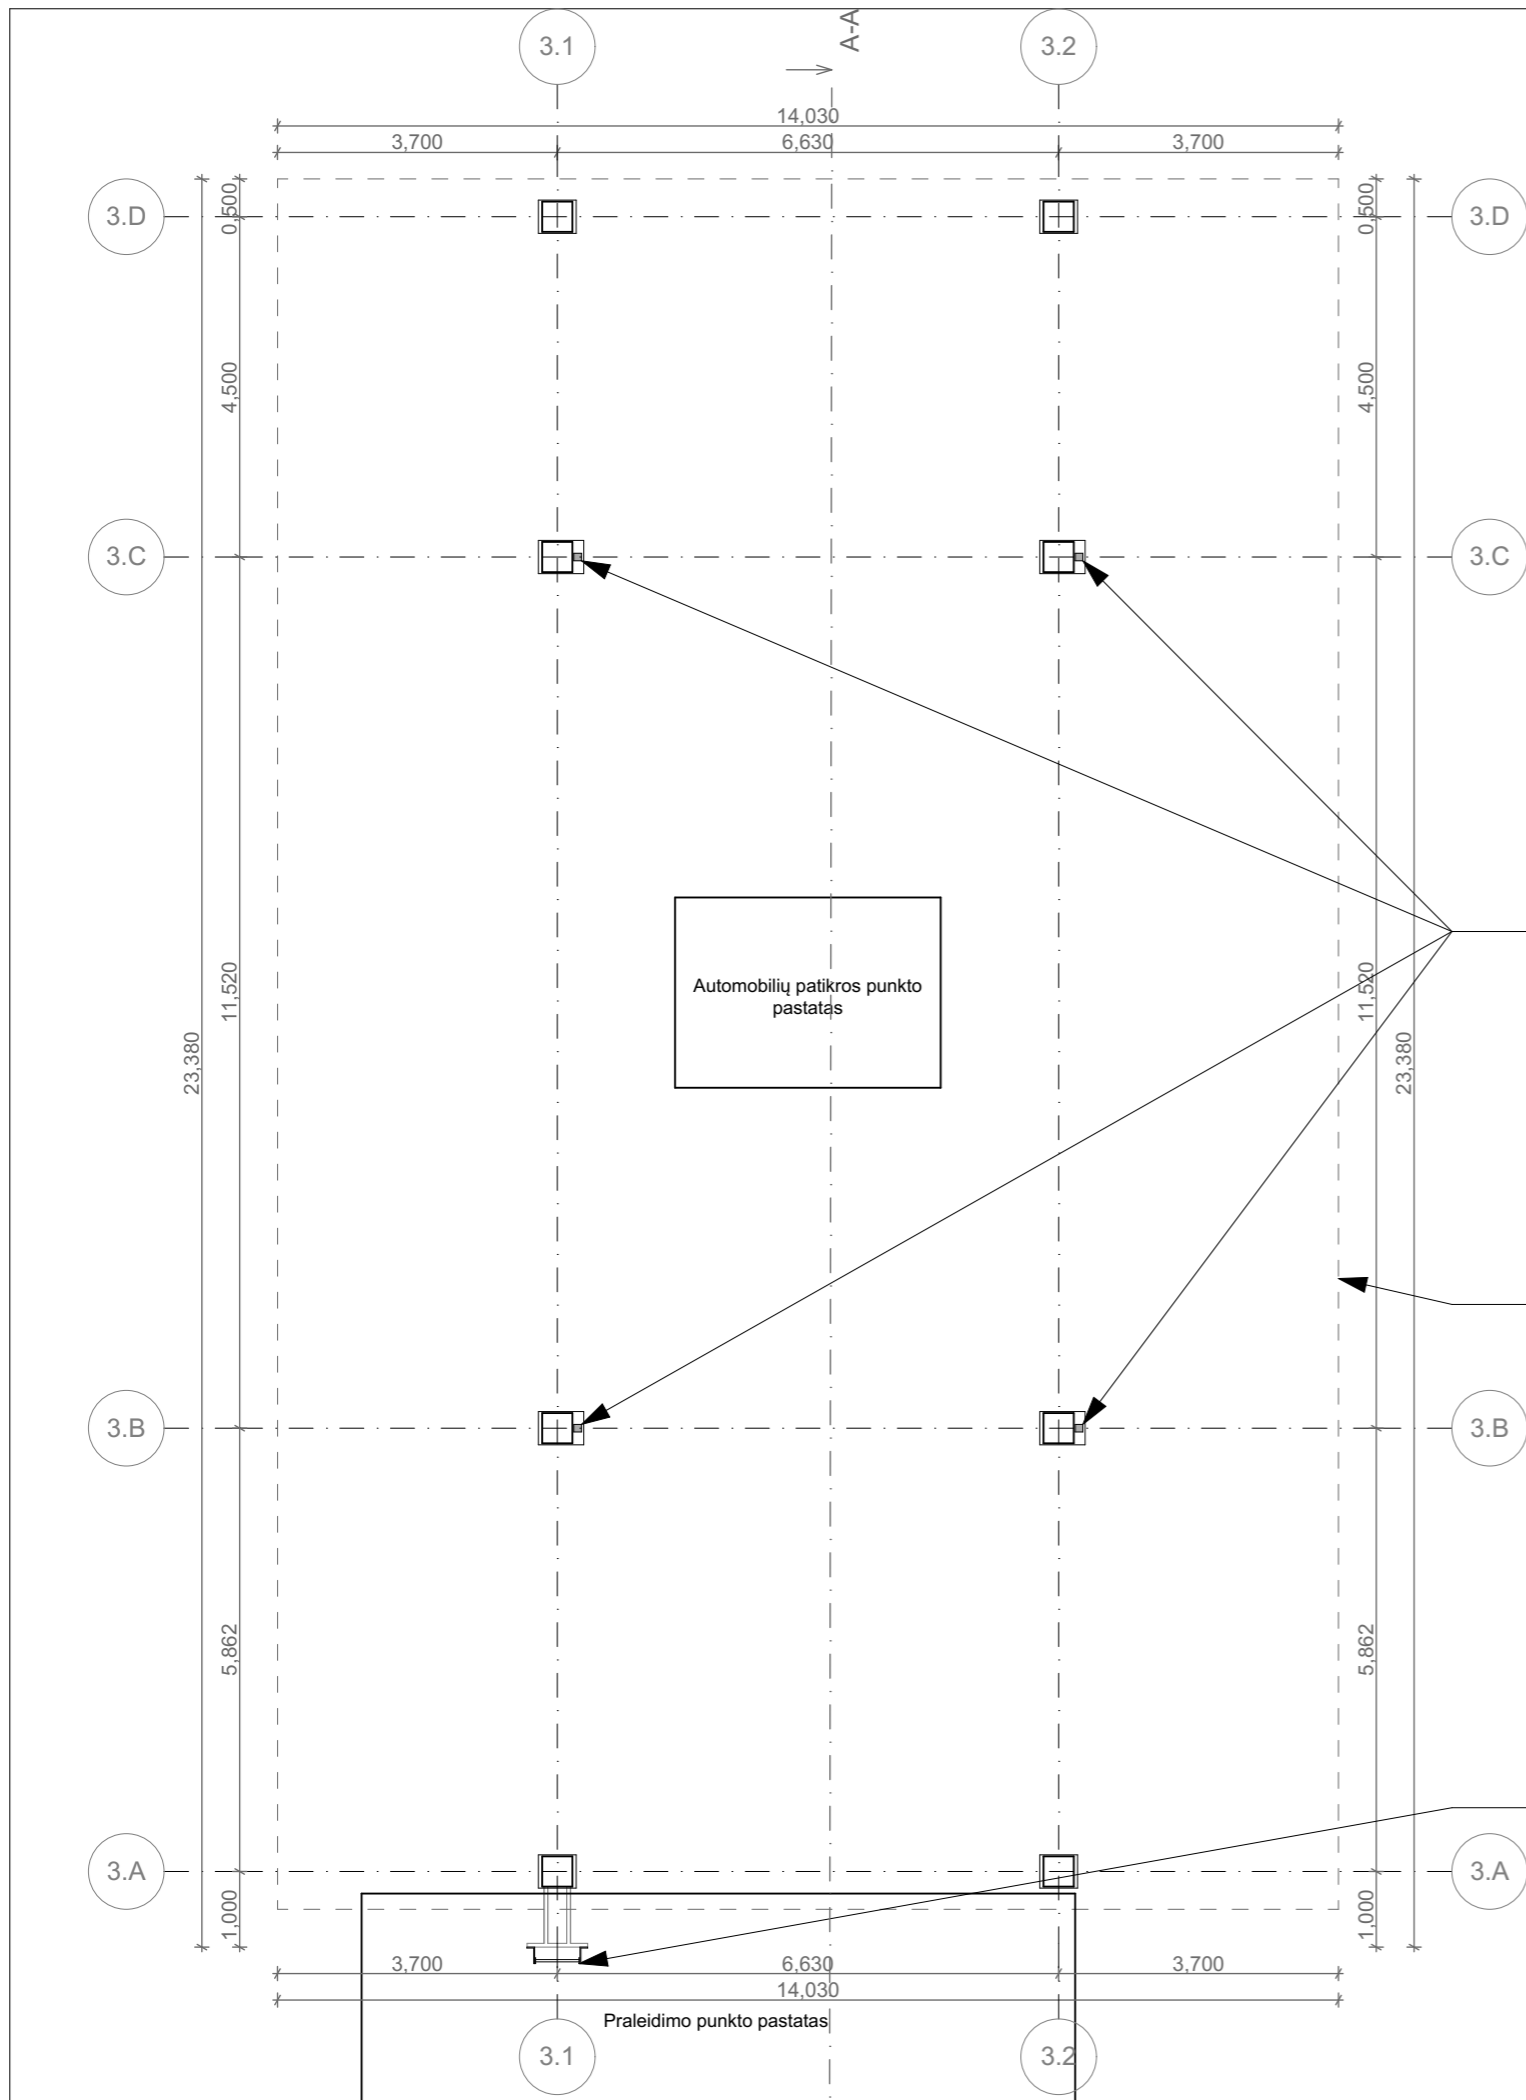 3.1
A-A
3.2
14,030
3,700
6,630
3,700
0,500
0,500
3.D
3.D
4,500
4,500
3.C
3.C
11,520
11,520
Automobilių patikros punkto
pastatas
23,380
23,380
3.B
3.B
5,862
5,862
3.A
3.A
1,000
1,000
3,700
6,630
3,700
14,030
Praleidimo punkto pastatas
3.1
3.2